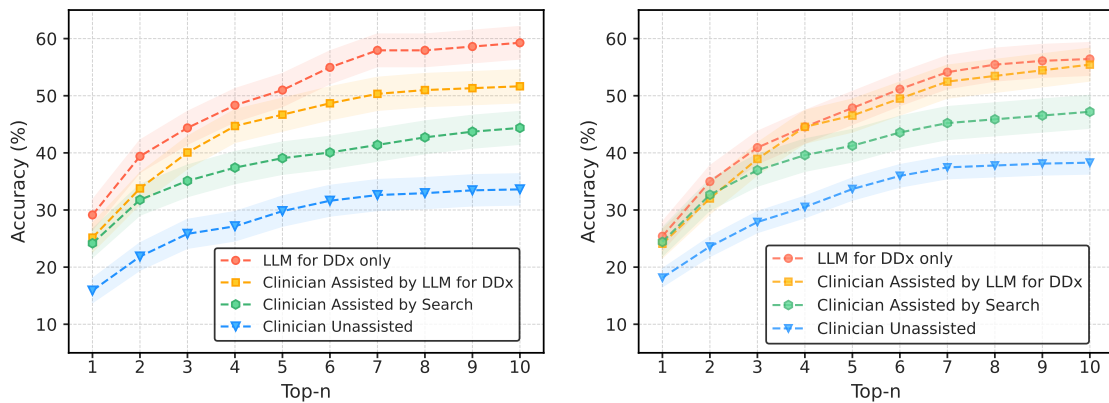 Accuracy (%)
60
50
40
30
20
10
LLM for DDx only
Clinician Assisted by LLM for DDx
Clinician Assisted by Search
Clinician Unassisted
1 2 3 4 5 6 7 8 9 10
Top-n
Accuracy (%)
60
50
40
30
20
10
LLM for DDx only
Clinician Assisted by LLM for DDx
Clinician Assisted by Search
Clinician Unassisted
1 2 3 4 5 6 7 8 9 10
Top-n